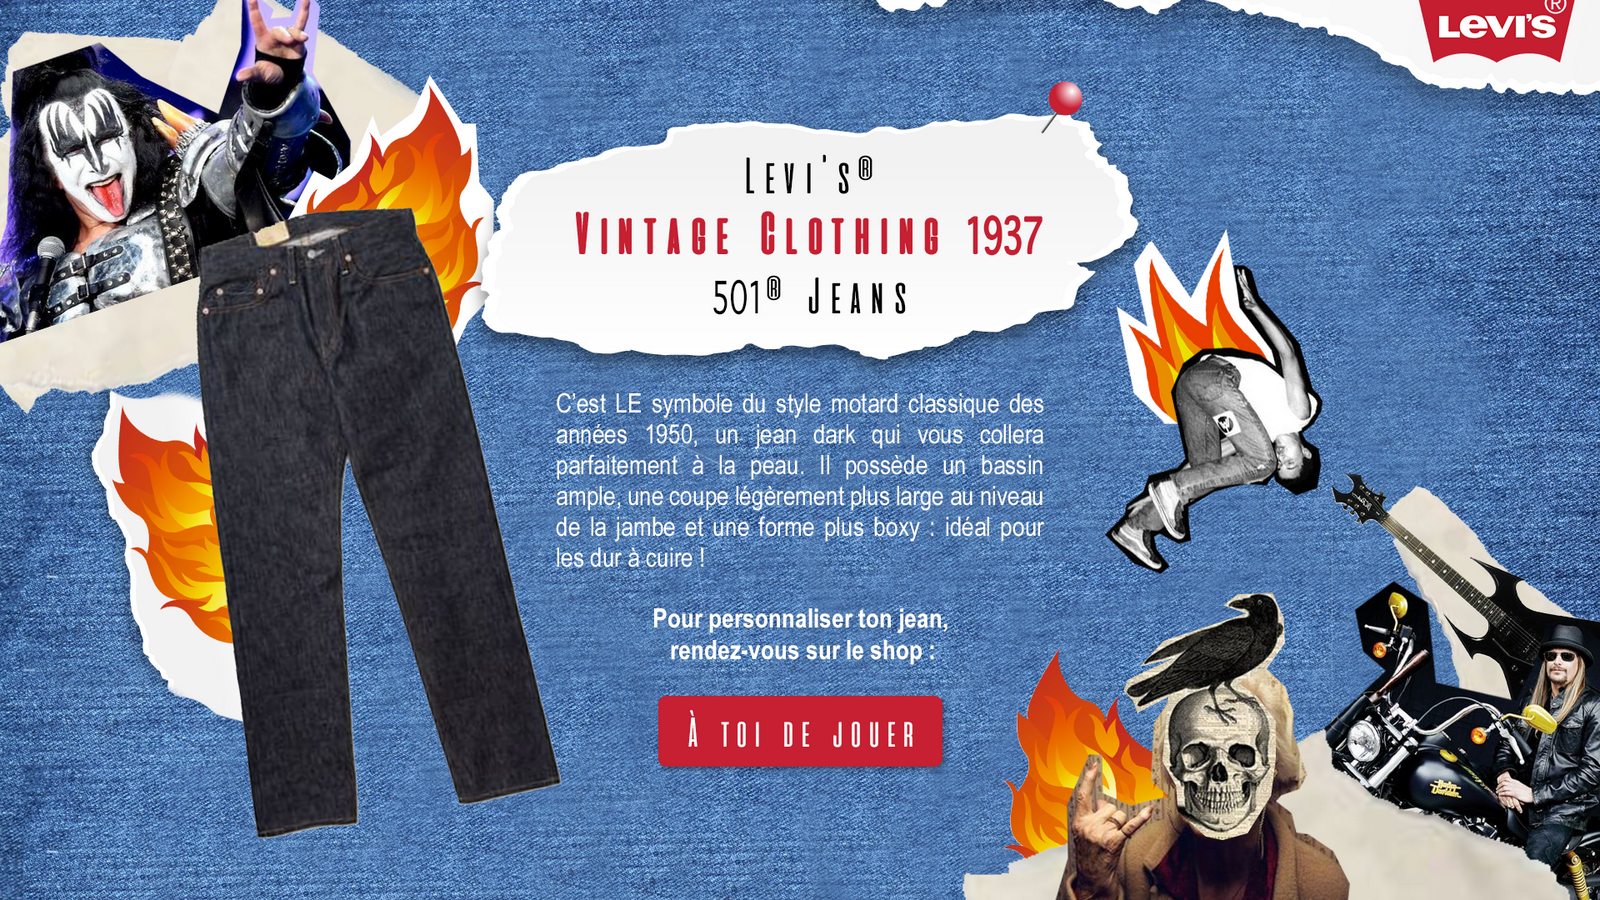 LEVI'S®
LEVI'S®
VINTAGE CLOTHING 1937
501® JEANS
C’est LE symbole du style motard classique des
années 1950, un jean dark qui vous collera
parfaitement à la peau. Il possède un bassin
ample, une coupe légèrement plus large au niveau
de la jambe et une forme plus boxy : idéal pour
les dur à cuire !
Pour personnaliser ton jean,
rendez-vous sur le shop :
À TOI DE JOUER